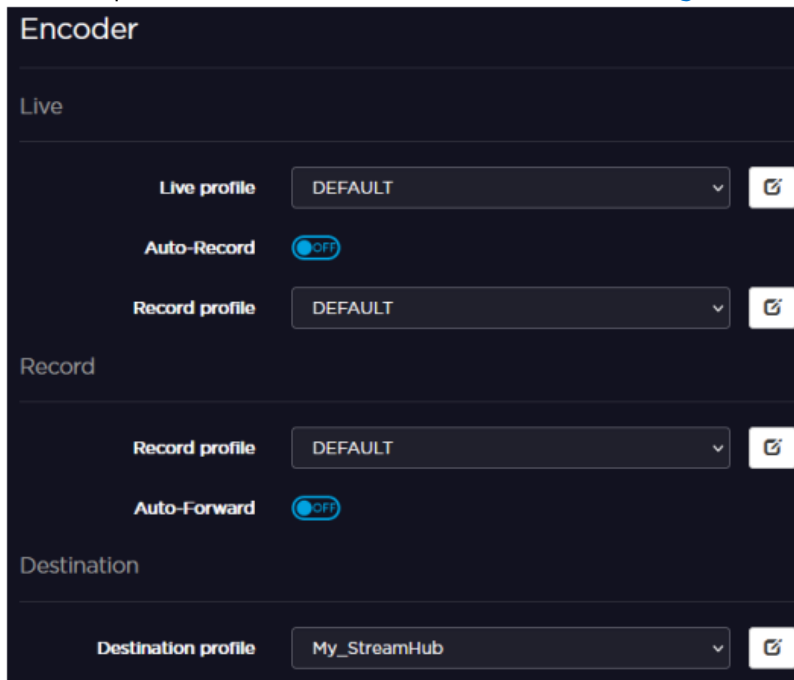 Encoder
Live
Live profile DEFAULT
Auto-Record OFF
Record profile DEFAULT
Record
Record profile DEFAULT
Auto-Forward OFF
Destination
Destination profile My_StreamHub